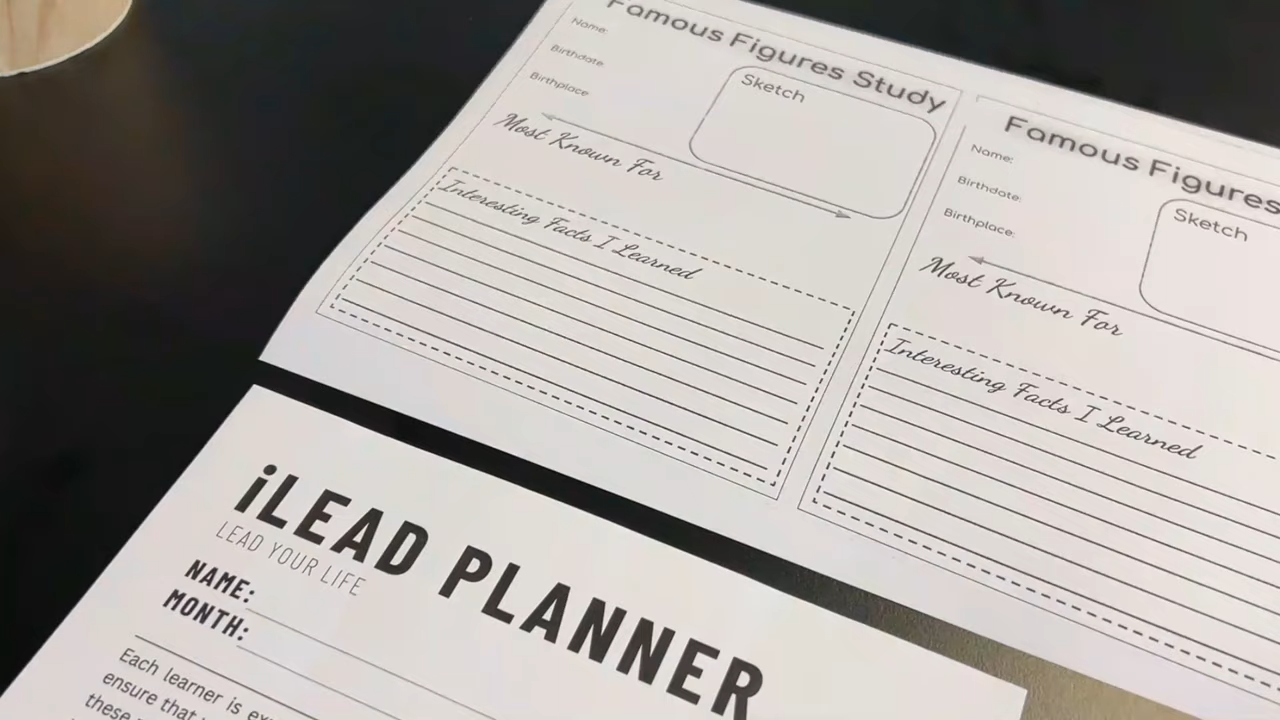 Famous Figures Study
Name:
Birthdate:
Birthplace:
Sketch
Most Known For
Interesting Facts I Learned
Famous Figures
Name:
Birthdate:
Birthplace:
Sketch
Most Known For
Interesting Facts I Learned
iLEAD PLANNER
LEAD YOUR LIFE
NAME:
MONTH:
Each learner is
ensure that
these